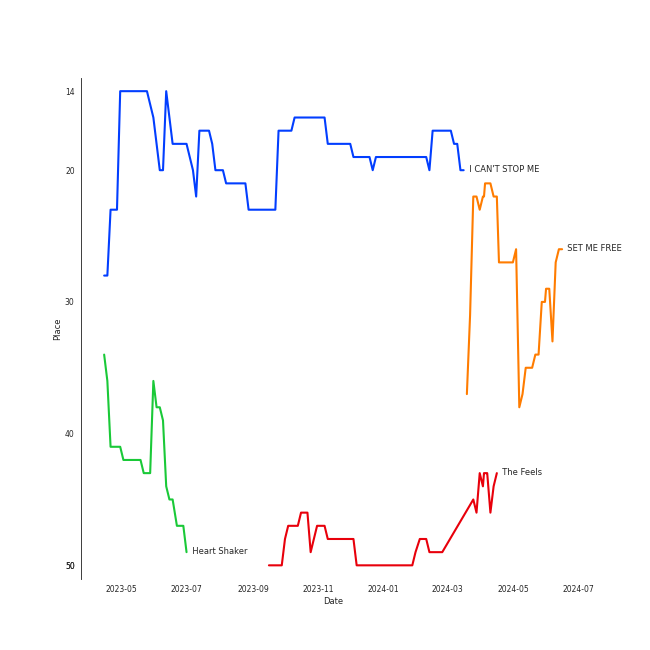 14
20
30
40
50
Place
I CAN'T STOP ME
SET ME FREE
The Feels
Heart Shaker
2023-05 2023-07 2023-09 2023-11 2024-01 2024-03 2024-05 2024-07
Date